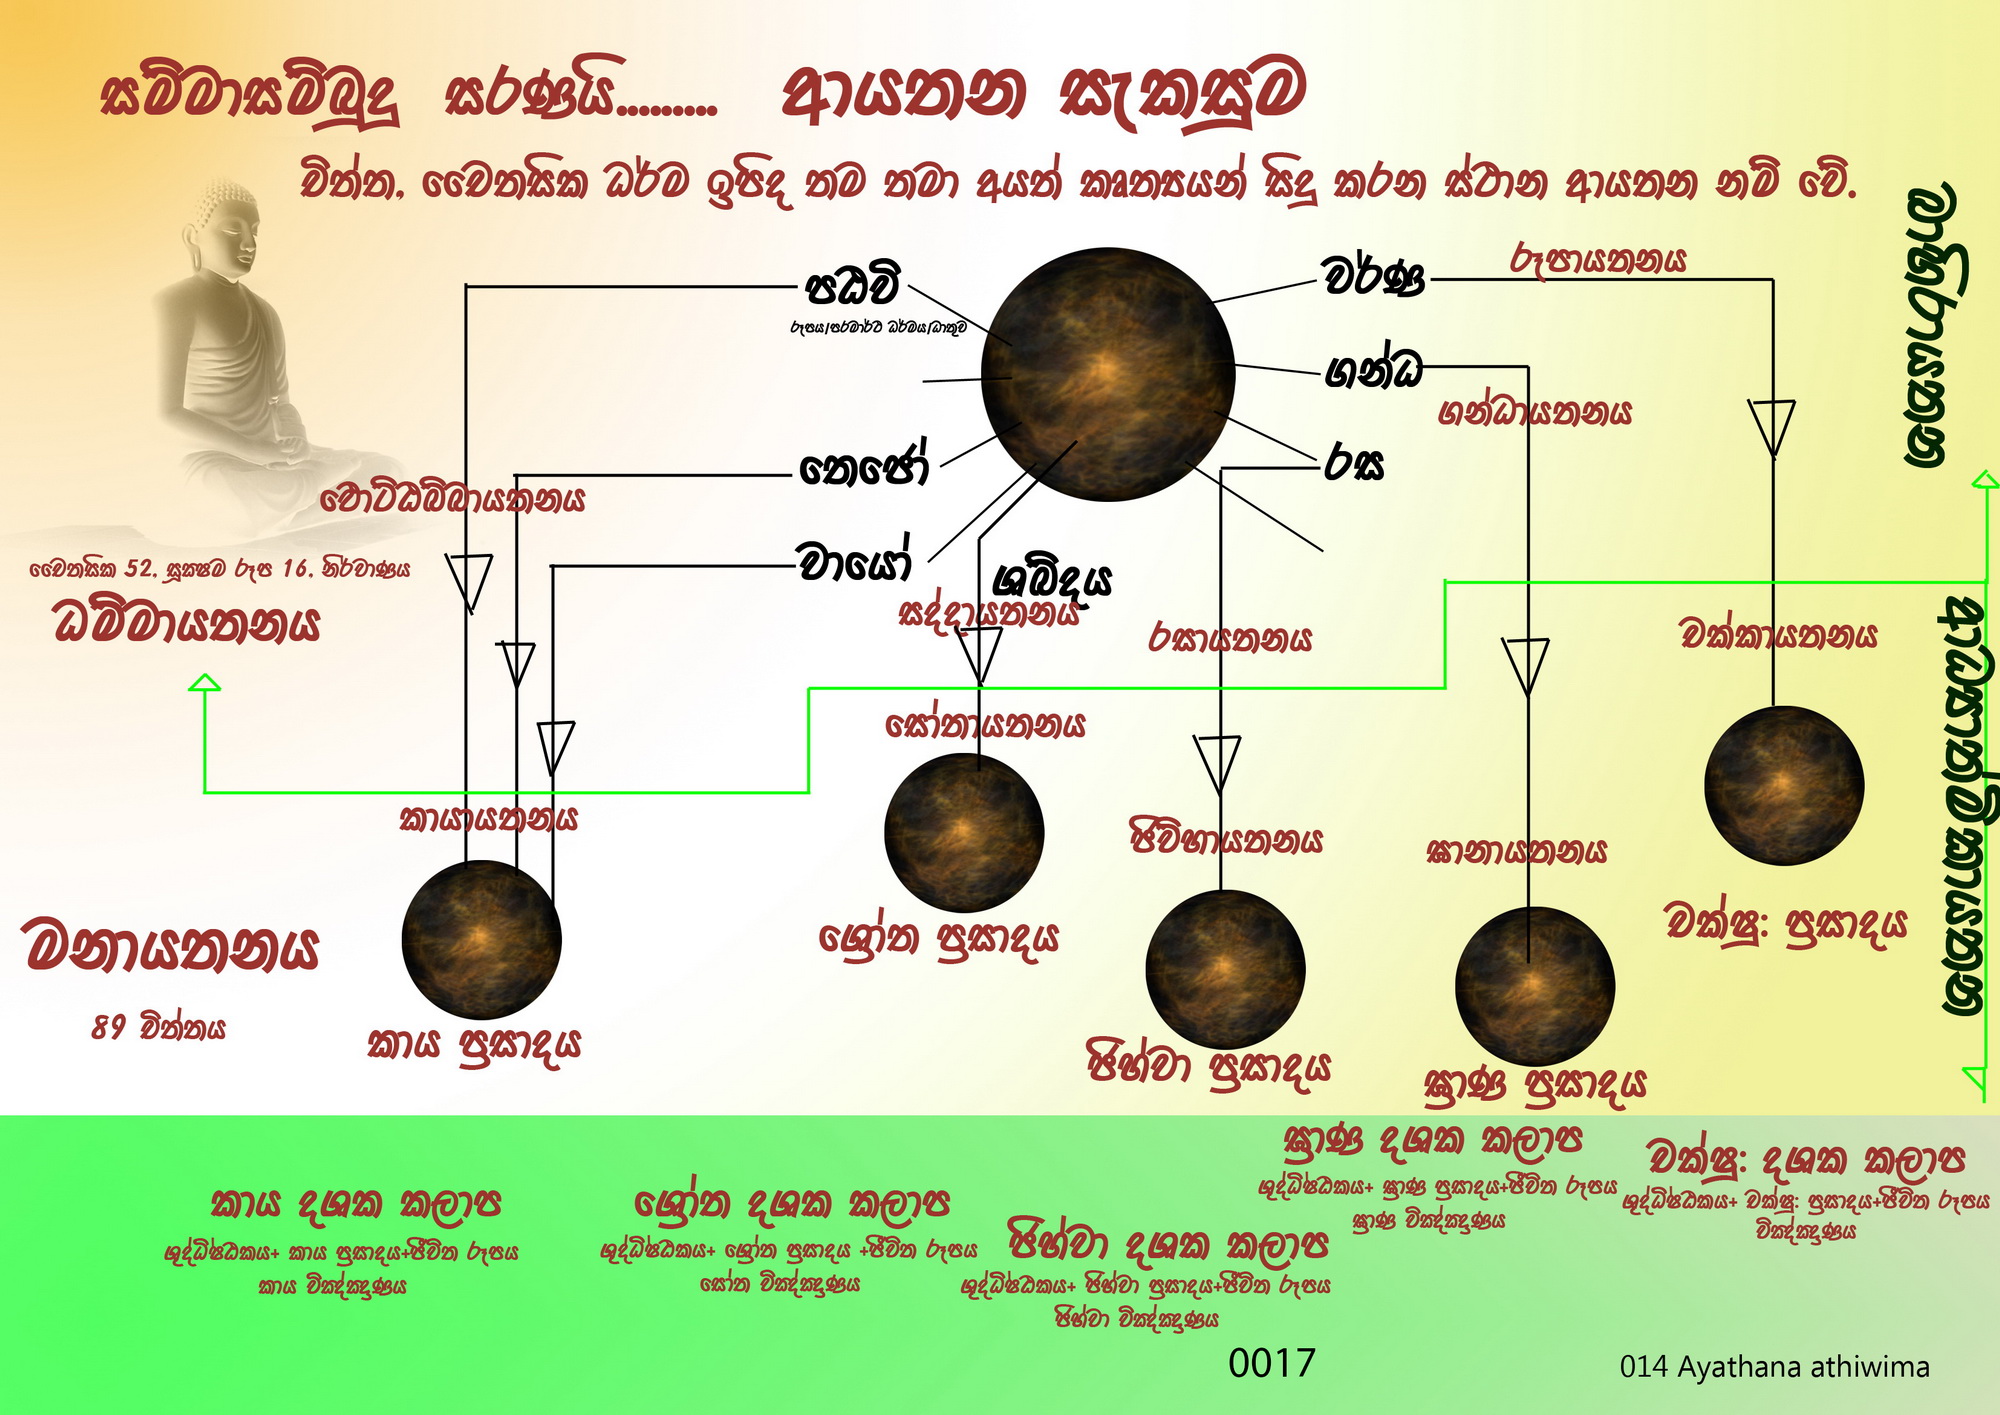 සම්මාසම්බුදු සරණයි......... ආයතන සැකසුම
චිත්ත, චෛතසික ධර්ම ඉපිද තම තමා අයත් කෘත්‍යයන් සිදු කරන ස්ථාන ආයතන නම් වේ.
පඨවි
රූපය/පරමාර්ථ ධර්මය/ධාතුව
වර්ණ
රූපායතනය
ගන්ධ
ගන්ධායතනය
තෙජෝ
රස
ඵොට්ඨබ්බායතනය
වායෝ
ශබ්දය
සද්දායතනය
චෛතසික 52, සූක්ෂම රූප 16, නිර්වාණය
ධම්මායතනය
රසායතනය
චක්කායතනය
සෝතායතනය
කායායතනය
ජිව්හායතනය
ඝානායතනය
මනායතනය
89 චිත්තය
කාය ප්‍රසාදය
ශ්‍රෝත ප්‍රසාදය
ජිහ්වා ප්‍රසාදය
ඝ්‍රාණ ප්‍රසාදය
චක්ෂු: ප්‍රසාදය
කාය දශක කලාප
ශුද්ධිෂ්ඨකය+ කාය ප්‍රසාදය+ජීවිත රූපය
කාය විඤ්ඤුණය
ශ්‍රෝත දශක කලාප
ශුද්ධිෂ්ඨකය+ ශ්‍රෝත ප්‍රසාදය +ජීවිත රූපය
සෝත විඤ්ඤුණය
ජිහ්වා දශක කලාප
ශුද්ධිෂ්ඨකය+ ජිහ්වා ප්‍රසාදය+ජීවිත රූපය
ජිහ්වා විඤ්ඤුණය
ඝ්‍රාණ දශක කලාප
ශුද්ධිෂ්ඨකය+ ඝ්‍රාණ ප්‍රසාදය+ජීවිත රූපය
ඝ්‍රාණ විඤ්ඤුණය
චක්ෂු: දශක කලාප
ශුද්ධිෂ්ඨකය+ චක්ෂු: ප්‍රසාදය+ජීවිත රූපය
විඤ්ඤුණය
0017
014 Ayathana athiwima